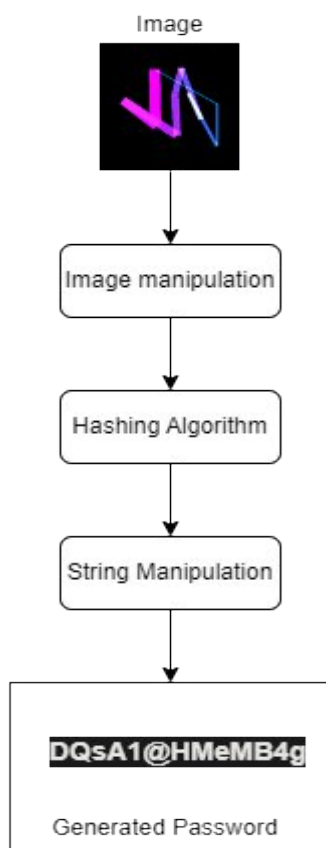 Image
Image manipulation
Hashing Algorithm
String Manipulation
DQsA1@HMeMB4g
Generated Password